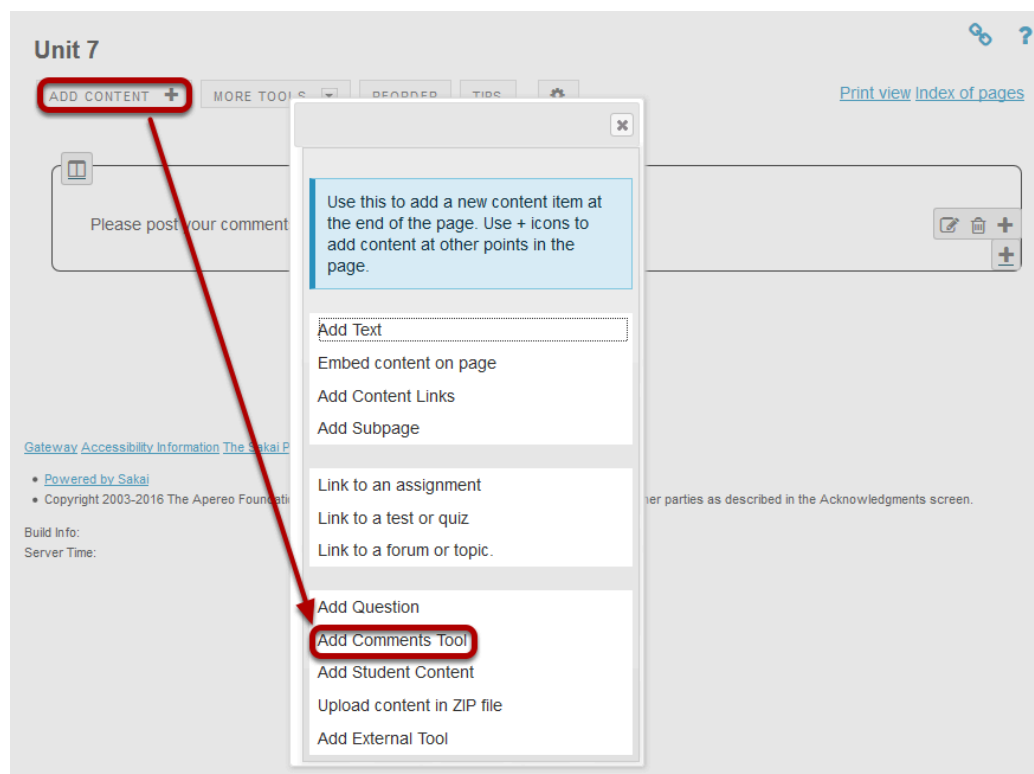 ?
Unit 7
ADD CONTENT
MORE TOOLS
REORDER
TIPS
Print view Index of pages
Use this to add a new content item at
the end of the page. Use + icons to
add content at other points in the
page.
Please post your comment
Add Text
Embed content on page
Add Content Links
Add Subpage
Gateway Accessibility Information The Sakai P
Powered by Sakai
Link to an assignment
Copyright 2003-2016 The Apereo Foundati
her parties as described in the Acknowledgments screen.
Link to a test or quiz
Build Info:
Link to a forum or topic.
Server Time:
Add Question
Add Comments Tool
Add Student Content
Upload content in ZIP file
Add External Tool